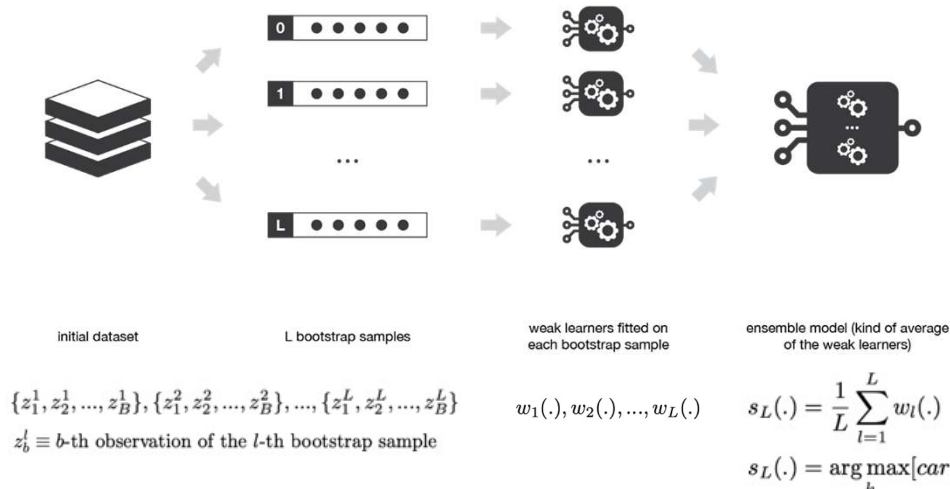 0
1
...
...
...
L
initial dataset
L bootstrap samples
weak learners fitted on
each bootstrap sample
ensemble model (kind of average
of the weak learners)
{z_1^1, z_2^1, ..., z_B^1}, {z_1^2, z_2^2, ..., z_B^2}, ..., {z_1^L, z_2^L, ..., z_B^L}
z_b^l ≡ b-th observation of the l-th bootstrap sample
w_1(.), w_2(.), ..., w_L(.)
s_L(.) = \frac{1}{L} \sum_{l=1}^{L} w_l(.)
s_L(.) = arg max[car